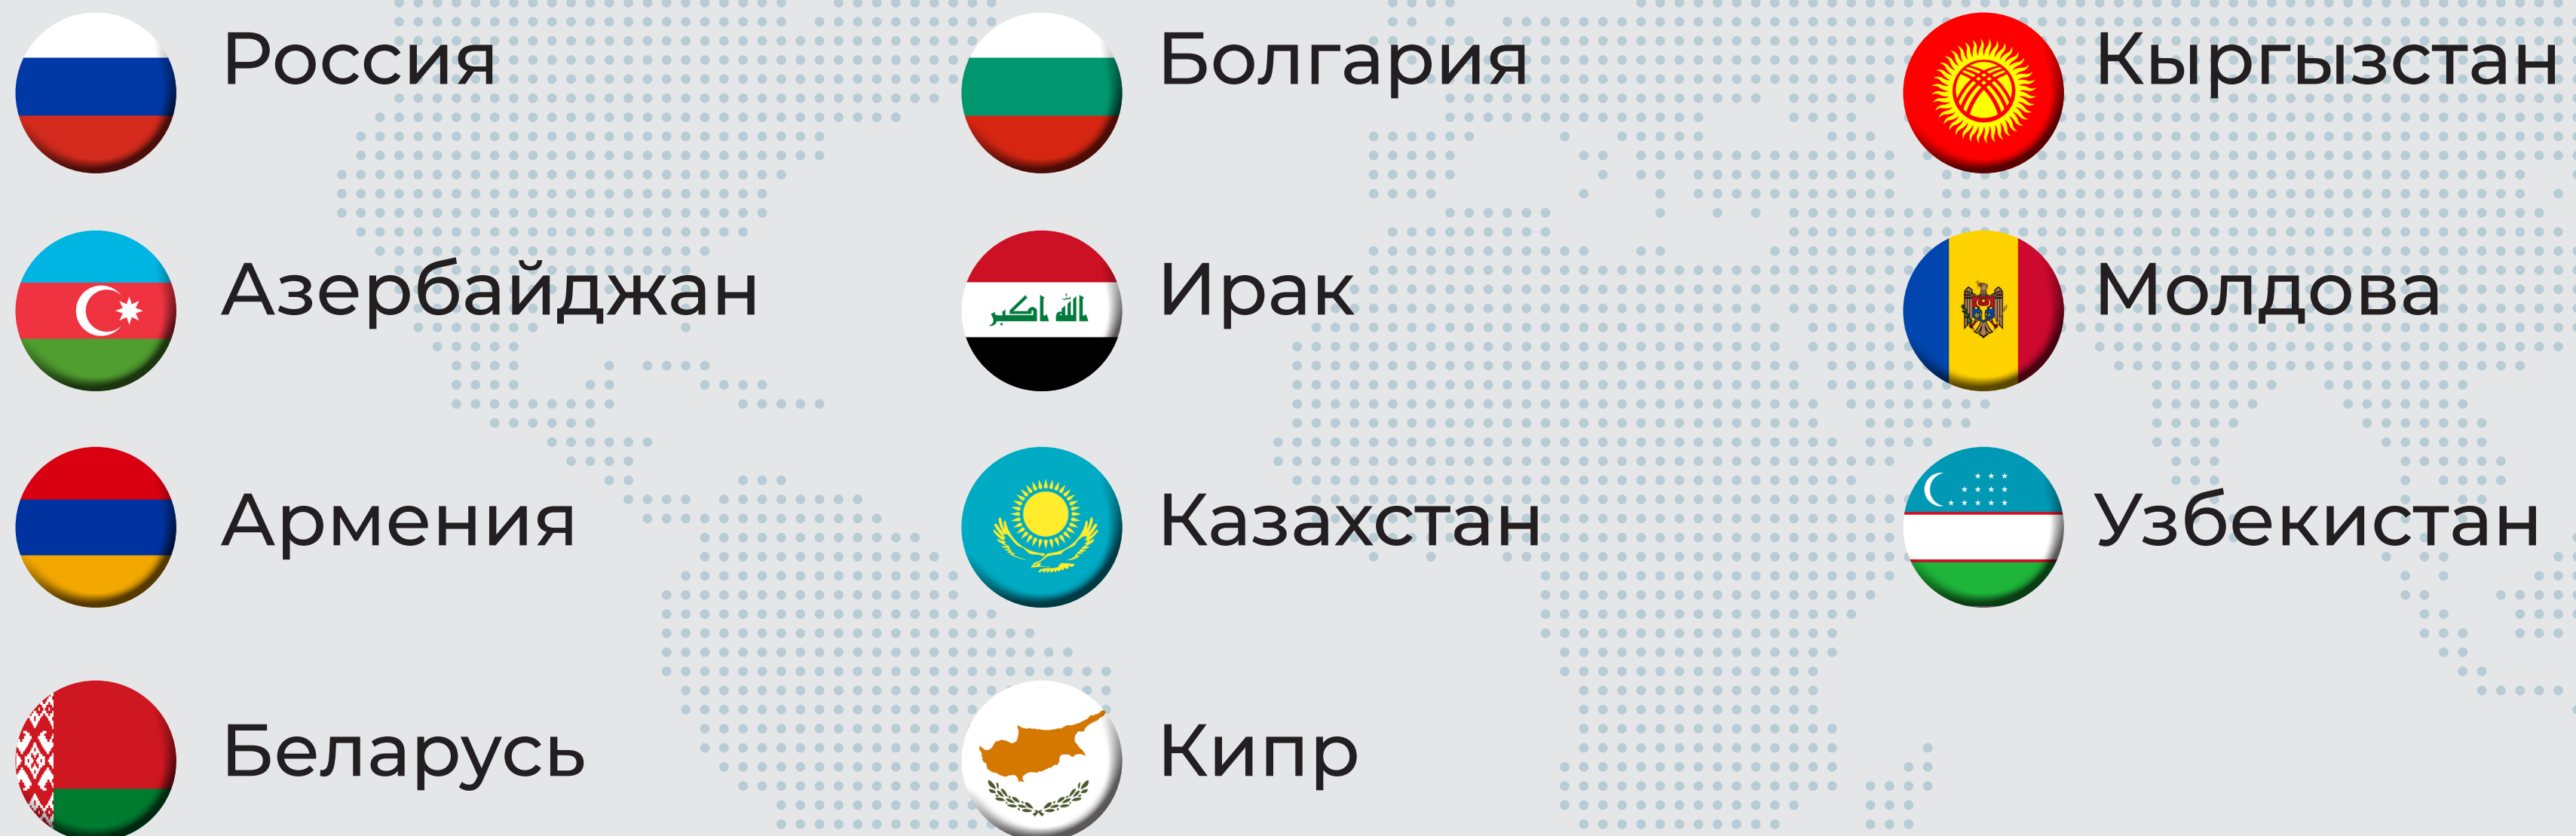 Россия
Азербайджан
Армения
Беларусь
Болгария
Ирак
الله اكبر
Казахстан
Кипр
Кыргызстан
Молдова
Узбекистан